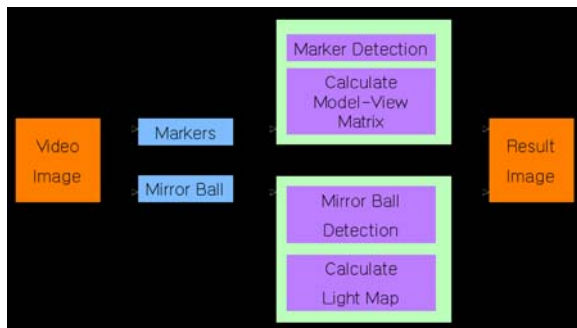 Video
Image
Markers
Mirror Ball
Marker Detection
Calculate
Model-View
Matrix
Mirror Ball
Detection
Calculate
Light Map
Result
Image